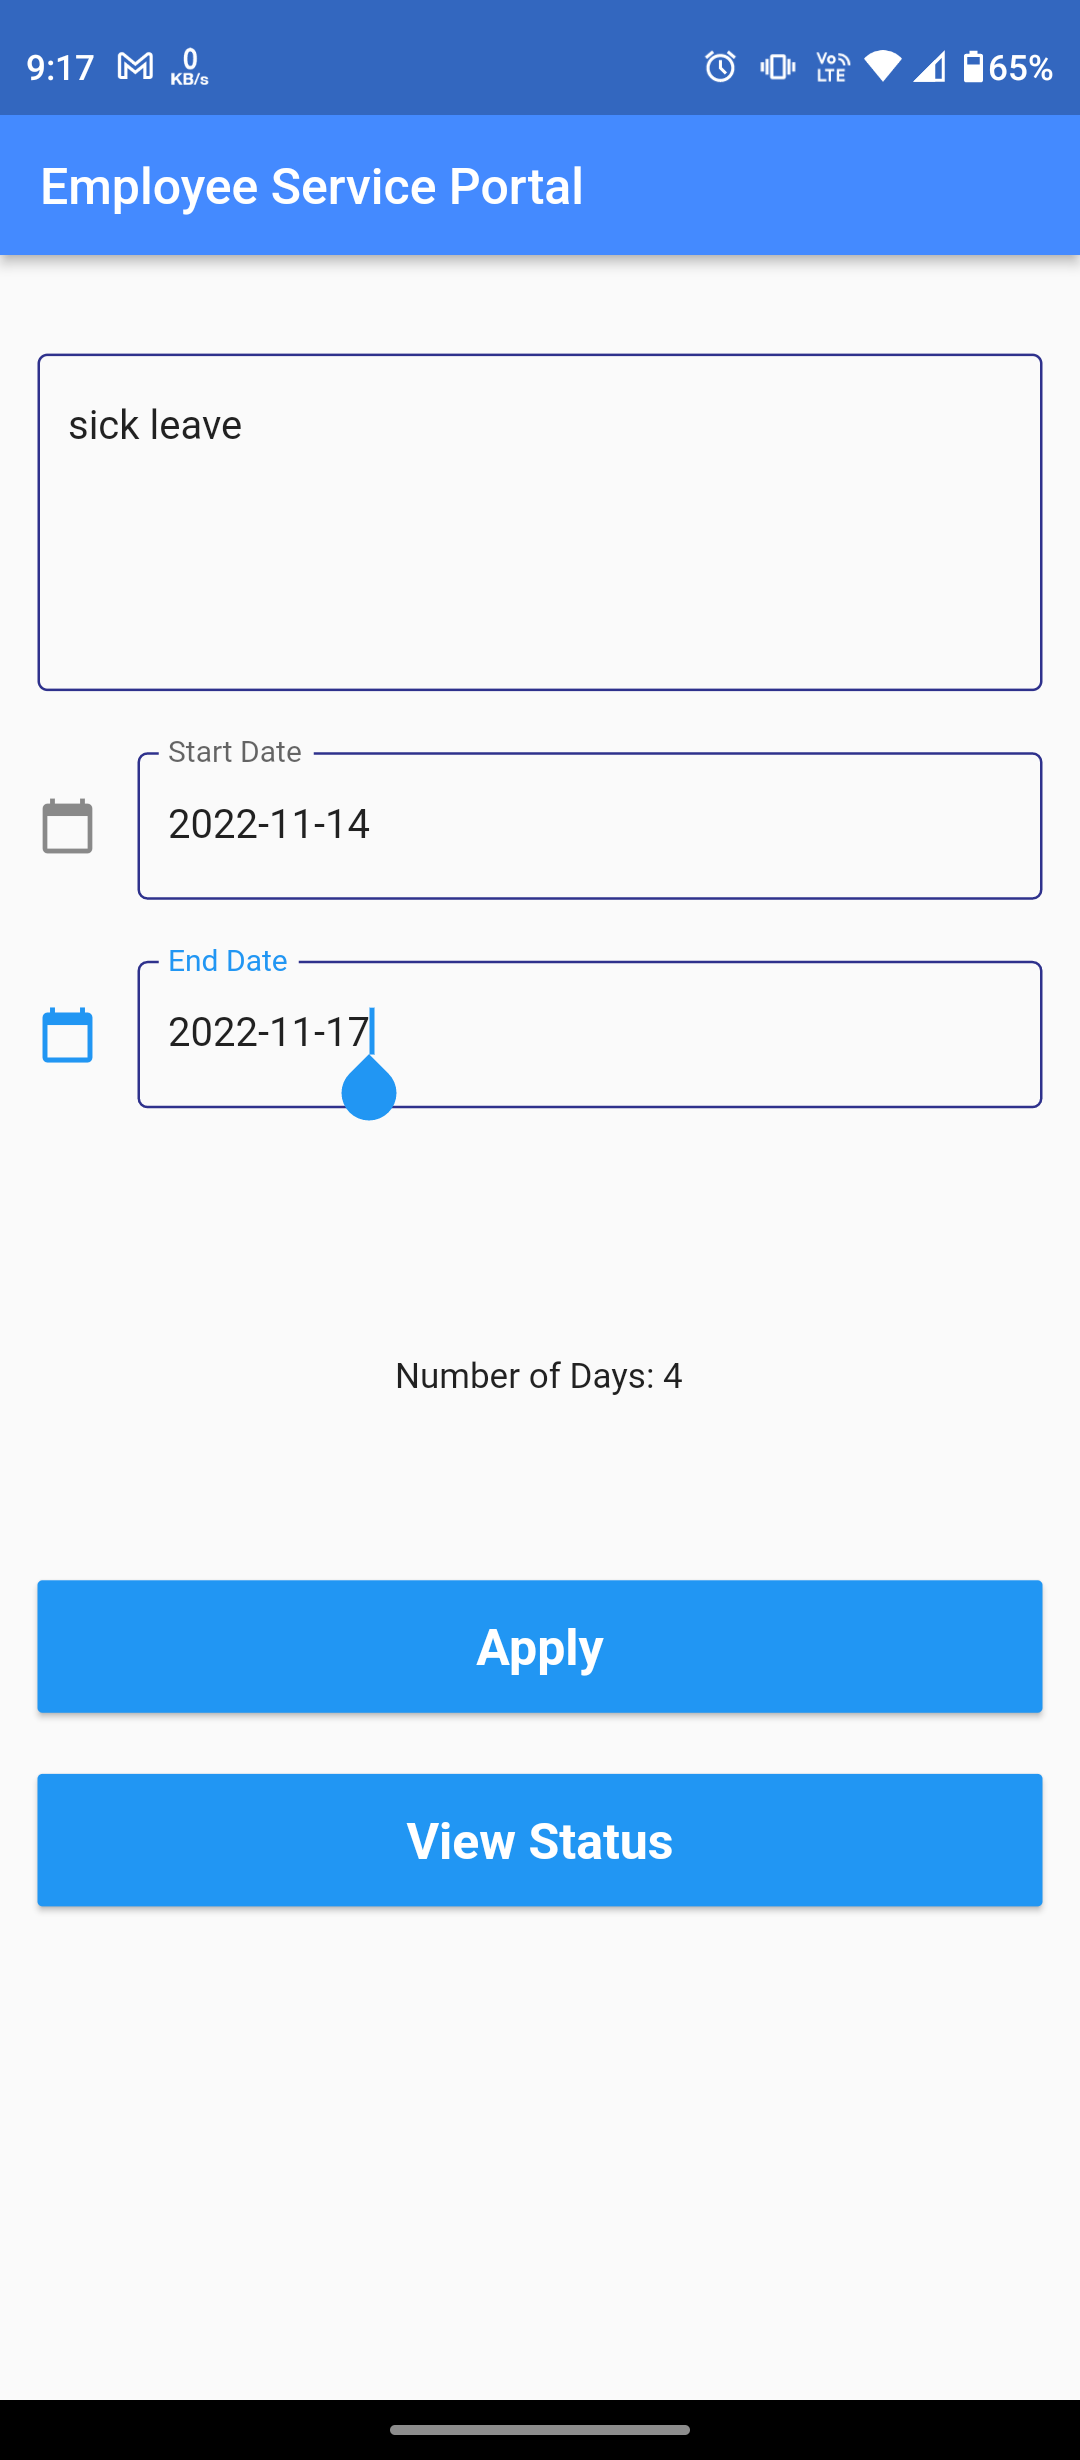 9:17 0 KB/s Vo LTE 65%
Employee Service Portal
sick leave
Start Date
2022-11-14
End Date
2022-11-17
Number of Days: 4
Apply
View Status